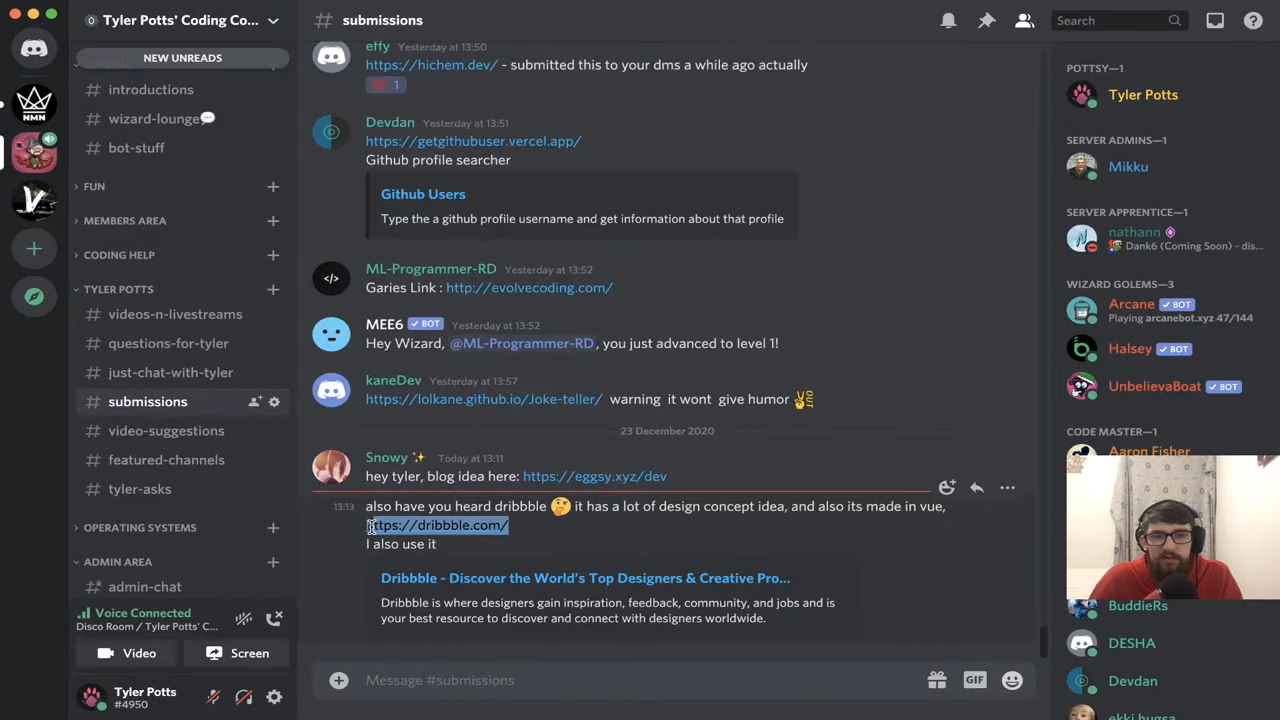 Tyler Potts' Coding Co...
NEW UNREADS
introductions
wizard-lounge💬
bot-stuff
FUN
MEMBERS AREA
CODING HELP
TYLER POTTS
videos-n-livestreams
questions-for-tyler
just-chat-with-tyler
submissions
video-suggestions
featured-channels
tyler-asks
OPERATING SYSTEMS
ADMIN AREA
admin-chat
Voice Connected
Disco Room / Tyler Potts' C...
Video
Screen
Tyler Potts
#4950
NMN
# submissions
Search
effy Yesterday at 13:50
https://hichem.dev/ - submitted this to your dms a while ago actually
1
Devdan Yesterday at 13:51
https://getgithubuser.vercel.app/
Github profile searcher
Github Users
Type the a github profile username and get information about that profile
ML-Programmer-RD Yesterday at 13:52
Garies Link : http://evolvecoding.com/
MEE6 ✓ BOT Yesterday at 13:52
Hey Wizard, @ML-Programmer-RD, you just advanced to level 1!
kaneDev Yesterday at 13:57
https://lolkane.github.io/Joke-teller/ warning it wont give humor
23 December 2020
Snowy ✨ Today at 13:11
hey tyler, blog idea here: https://eggsy.xyz/dev
13:13 also have you heard dribbble 🤔 it has a lot of design concept idea, and also its made in vue,
https://dribbble.com/
I also use it
Dribbble - Discover the World's Top Designers & Creative Pro...
Dribbble is where designers gain inspiration, feedback, community, and jobs and is
your best resource to discover and connect with designers worldwide.
Message #submissions
GIF
POTTSY—1
Tyler Potts
SERVER ADMINS—1
Mikku
SERVER APPRENTICE—1
nathann
Dank6 (Coming Soon) - dis...
WIZARD GOLEMS—3
Arcane ✓ BOT
Playing arcanebot.xyz 47/144
Halsey ✓ BOT
UnbelievaBoat ✓ BOT
CODE MASTER—1
Aaron Fisher
BuddieRs
DESHA
Devdan
ekki hugsa